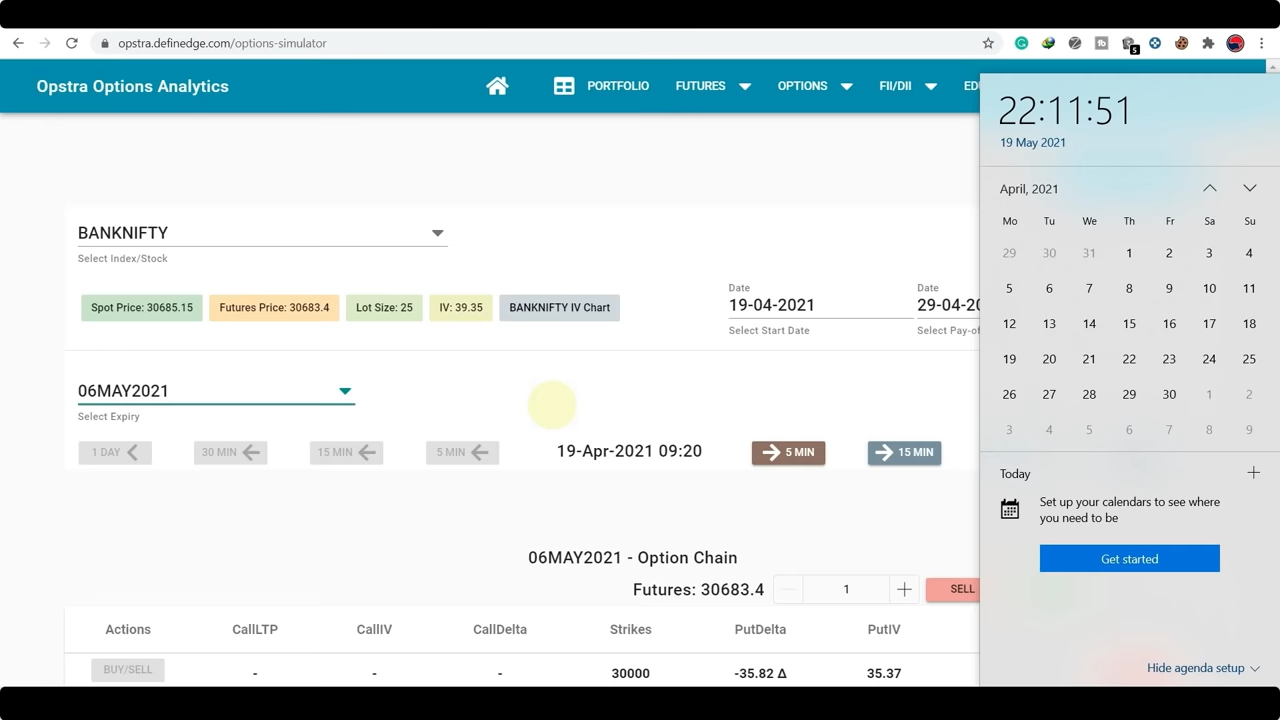 opstra.definedge.com/options-simulator
5
Opstra Options Analytics
PORTFOLIO
FUTURES
OPTIONS
FII/DII
ED
22:11:51
19 May 2021
April, 2021
Mo Tu We Th Fr Sa Su
29 30 31 1 2 3 4
5 6 7 8 9 10 11
12 13 14 15 16 17 18
19 20 21 22 23 24 25
26 27 28 29 30 1 2
3 4 5 6 7 8 9
Today
Set up your calendars to see where
you need to be
Get started
Hide agenda setup
BANKNIFTY
Select Index/Stock
Spot Price: 30685.15
Futures Price: 30683.4
Lot Size: 25
IV: 39.35
BANKNIFTY IV Chart
Date
19-04-2021
Select Start Date
Date
29-04-20
Select Pay-of
06MAY2021
Select Expiry
1 DAY
30 MIN
15 MIN
5 MIN
19-Apr-2021 09:20
5 MIN
15 MIN
06MAY2021 - Option Chain
Futures: 30683.4
1
SELL
Actions CallLTP CallIV CallDelta Strikes PutDelta PutIV
BUY/SELL - - - 30000 -35.82 Δ 35.37